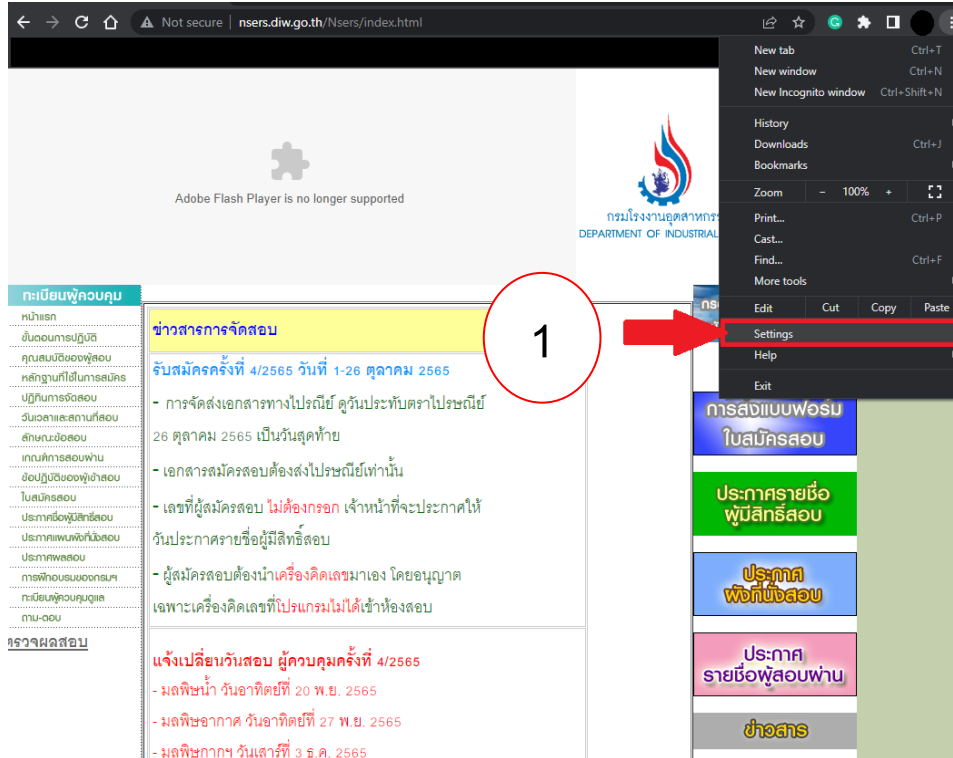 Not secure
nsers.diw.go.th/Nsers/index.html
New tab Ctrl+T
New window Ctrl+N
New Incognito window Ctrl+Shift+N
History
Downloads Ctrl+J
Bookmarks
Zoom - 100% +
Print... Ctrl+P
Cast...
Find... Ctrl+F
More tools
Edit Cut Copy Paste
Settings
Help
Exit
Adobe Flash Player is no longer supported
กรมโรงงานอุตสาหกรร
DEPARTMENT OF INDUSTRIAL
1
ทะเบียนผู้ควบคุม
หน้าแรก
ขั้นตอนการปฏิบัติ
คุณสมบัติของผู้สอบ
หลักฐานที่ใช้ในการสมัคร
ปฏิทินการจัดสอบ
วันเวลาและสถานที่สอบ
ลักษณะข้อสอบ
เกณฑ์การสอบผ่าน
ข้อปฏิบัติของผู้เข้าสอบ
ใบสมัครสอบ
ประกาศชื่อผู้มีสิทธิ์สอบ
ประกาศแผนผังที่นั่งสอบ
ประกาศผลสอบ
การฝึกอบรมของกรมฯ
ทะเบียนผู้ควบคุมดูแล
ถาม-ตอบ
ตรวจผลสอบ
ข่าวสารการจัดสอบ
รับสมัครครั้งที่ 4/2565 วันที่ 1-26 ตุลาคม 2565
- การจัดส่งเอกสารทางไปรณีย์ ดูวันประทับตราไปรษณีย์
26 ตุลาคม 2565 เป็นวันสุดท้าย
- เอกสารสมัครสอบต้องส่งไปรษณีย์เท่านั้น
- เลขที่ผู้สมัครสอบ ไม่ต้องกรอก เจ้าหน้าที่จะประกาศให้
วันประกาศรายชื่อผู้มีสิทธิ์สอบ
- ผู้สมัครสอบต้องนำเครื่องคิดเลขมาเอง โดยอนุญาต
เฉพาะเครื่องคิดเลขที่โปรแกรมไม่ได้เข้าห้องสอบ
แจ้งเปลี่ยนวันสอบ ผู้ควบคุมครั้งที่ 4/2565
- มลพิษน้ำ วันอาทิตย์ที่ 20 พ.ย. 2565
- มลพิษอากาศ วันอาทิตย์ที่ 27 พ.ย. 2565
- มลพิษกากฯ วันเสาร์ที่ 3 ธ.ค. 2565
การส่งแบบฟอร์ม
ใบสมัครสอบ
ประกาศรายชื่อ
ผู้มีสิทธิ์สอบ
ประกาศ
ผังที่นั่งสอบ
ประกาศ
รายชื่อผู้สอบผ่าน
ข่าวสาร